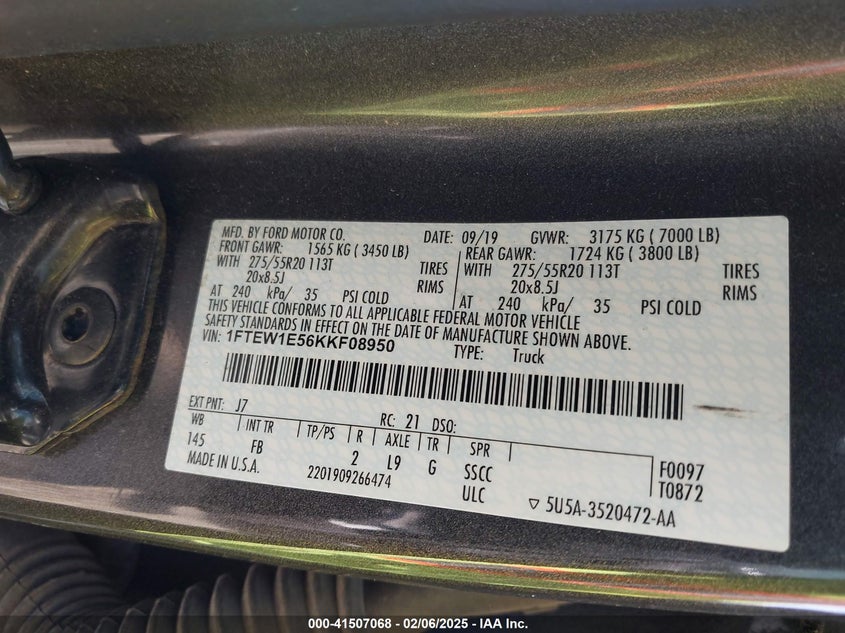 MFD. BY FORD MOTOR CO. DATE: 09/19 GVWR: 3175 KG ( 7000 LB)
FRONT GAWR: 1565 KG ( 3450 LB) REAR GAWR: 1724 KG ( 3800 LB)
WITH 275/55R20 113T TIRES WITH 275/55R20 113T TIRES
20x8.5J RIMS 20x8.5J RIMS
AT 240 kPa/ 35 PSI COLD AT 240 kPa/ 35 PSI COLD
THIS VEHICLE CONFORMS TO ALL APPLICABLE FEDERAL MOTOR VEHICLE
SAFETY STANDARDS IN EFFECT ON THE DATE OF MANUFACTURE SHOWN ABOVE.
VIN: 1FTEW1E56KKF08950 TYPE: Truck
EXT PNT: J7 RC: 21 DSO:
WB INT TR TP/PS R AXLE TR SPR
145 FB 2 L9 G SSCC F0097
ULC T0872
MADE IN U.S.A. 2201909266474 ▽ 5U5A-3520472-AA
000-41507068 - 02/06/2025 - IAA Inc.